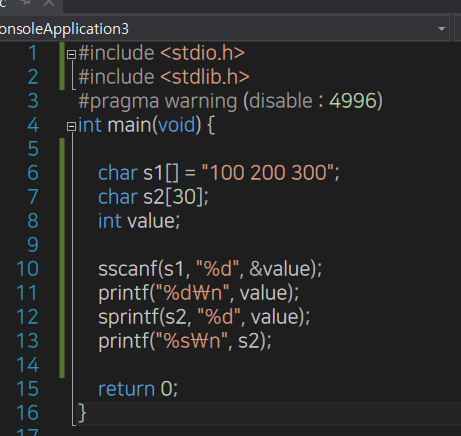 onsoleApplication3
1 #include <stdio.h>
2 #include <stdlib.h>
3 #pragma warning (disable : 4996)
4 int main(void) {
5
6 char s1[] = "100 200 300";
7 char s2[30];
8 int value;
9
10 sscanf(s1, "%d", &value);
11 printf("%d₩n", value);
12 sprintf(s2, "%d", value);
13 printf("%s₩n", s2);
14
15 return 0;
16 }
17